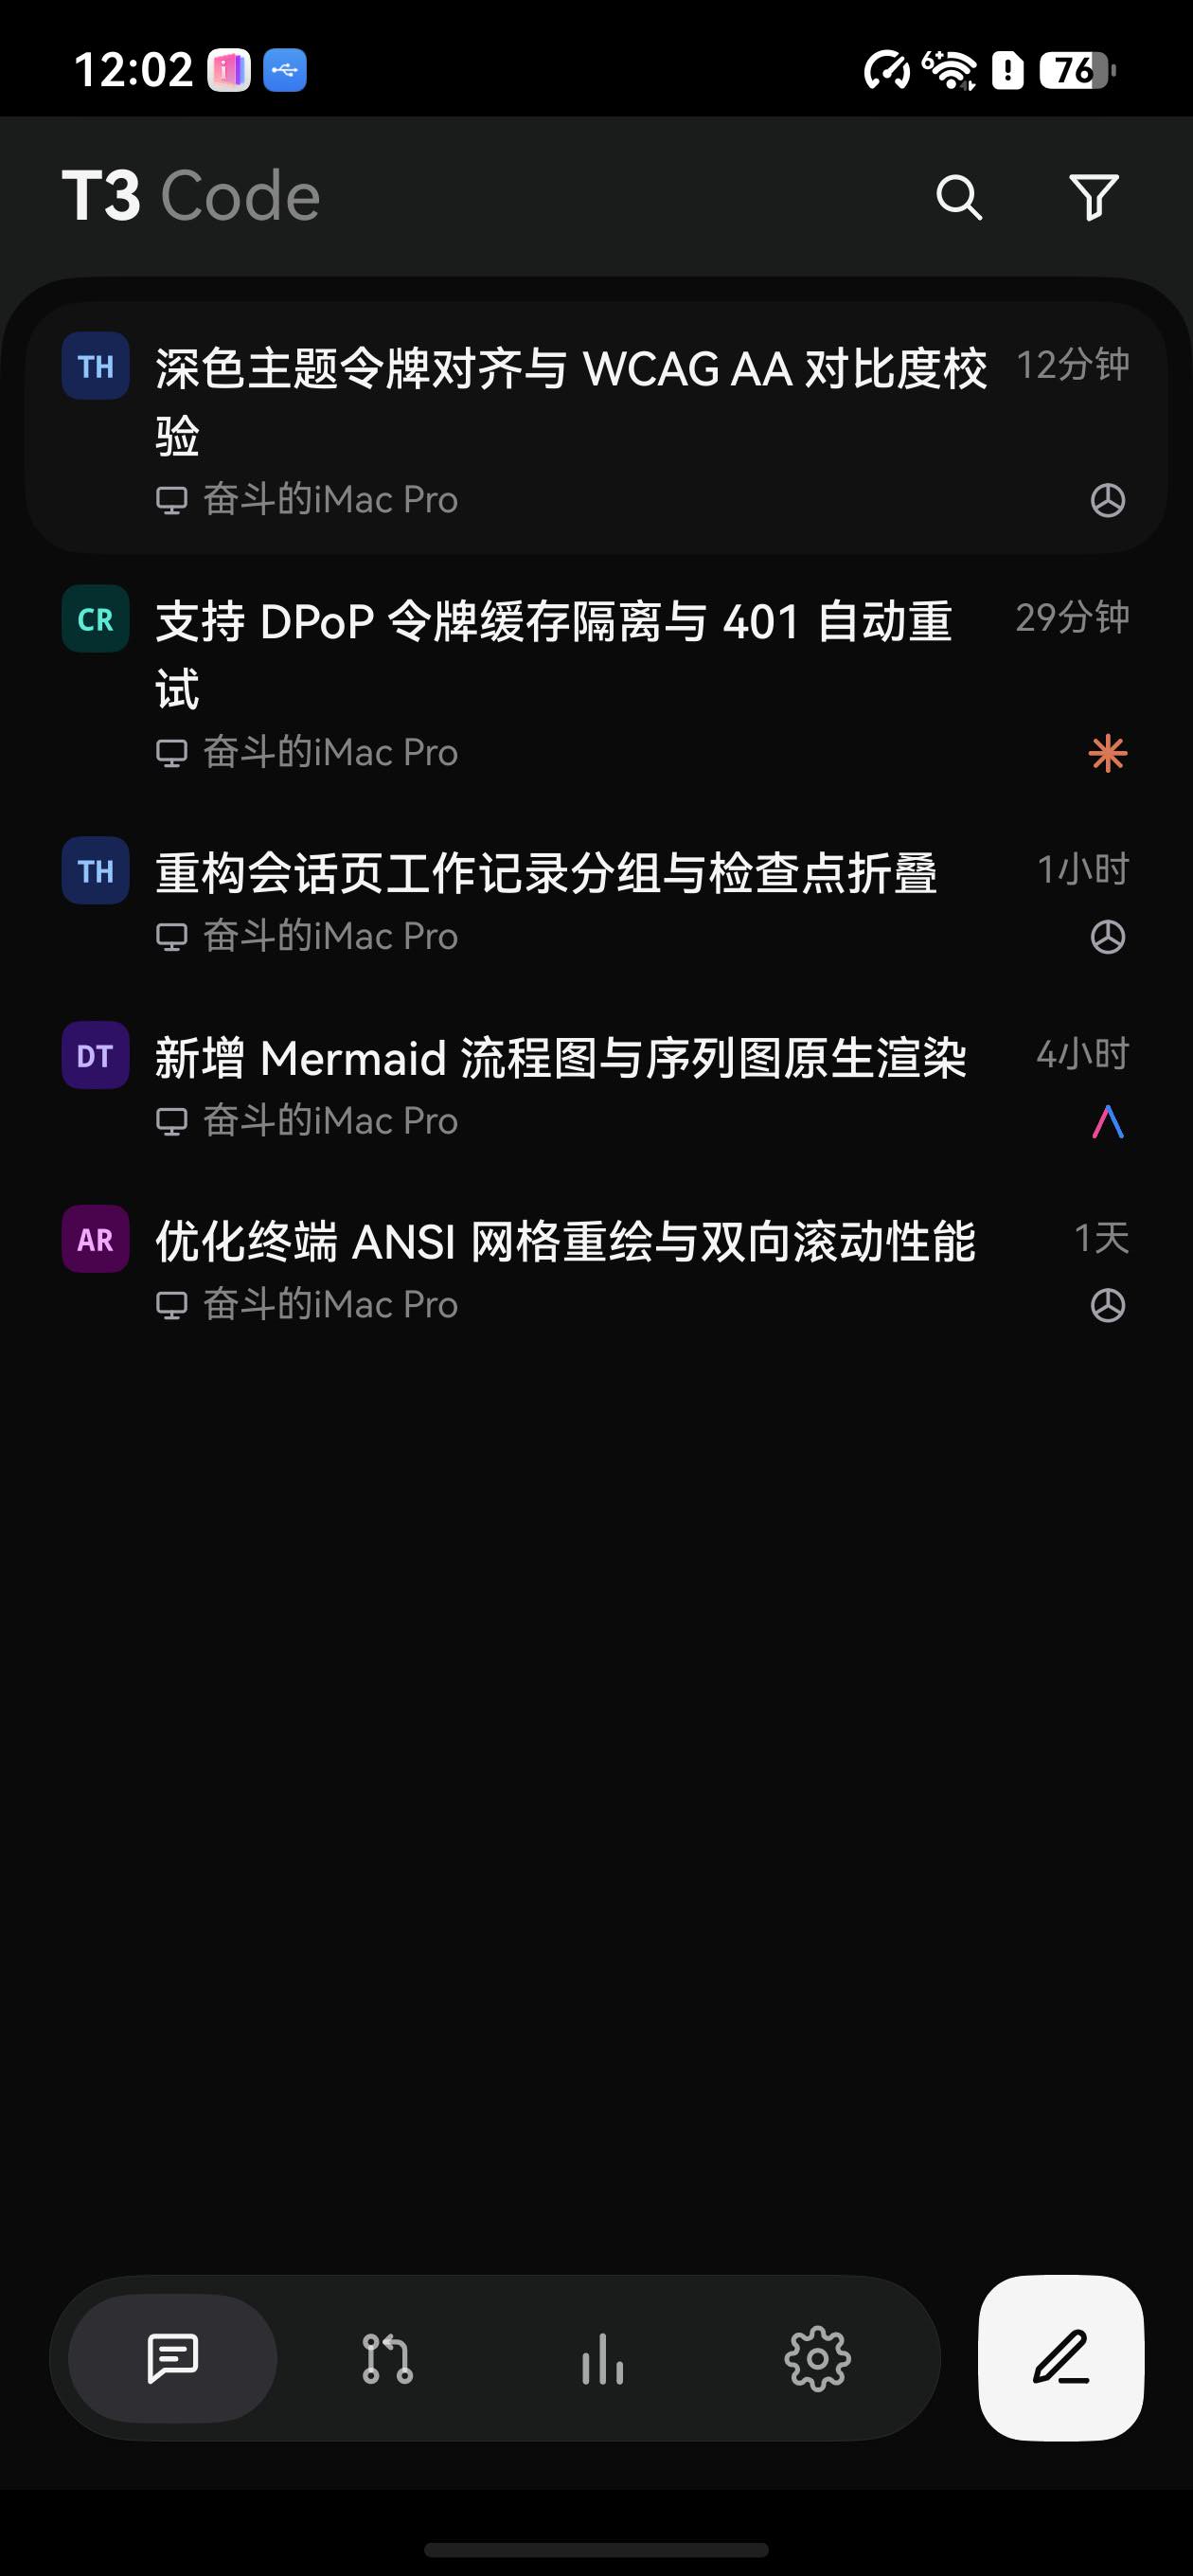 12:02
76
T3 Code
TH
深色主题令牌对齐与 WCAG AA 对比度校
验
12分钟
奋斗的iMac Pro
CR
支持 DPoP 令牌缓存隔离与 401 自动重
试
29分钟
奋斗的iMac Pro
TH
重构会话页工作记录分组与检查点折叠
1小时
奋斗的iMac Pro
DT
新增 Mermaid 流程图与序列图原生渲染
4小时
奋斗的iMac Pro
AR
优化终端 ANSI 网格重绘与双向滚动性能
1天
奋斗的iMac Pro